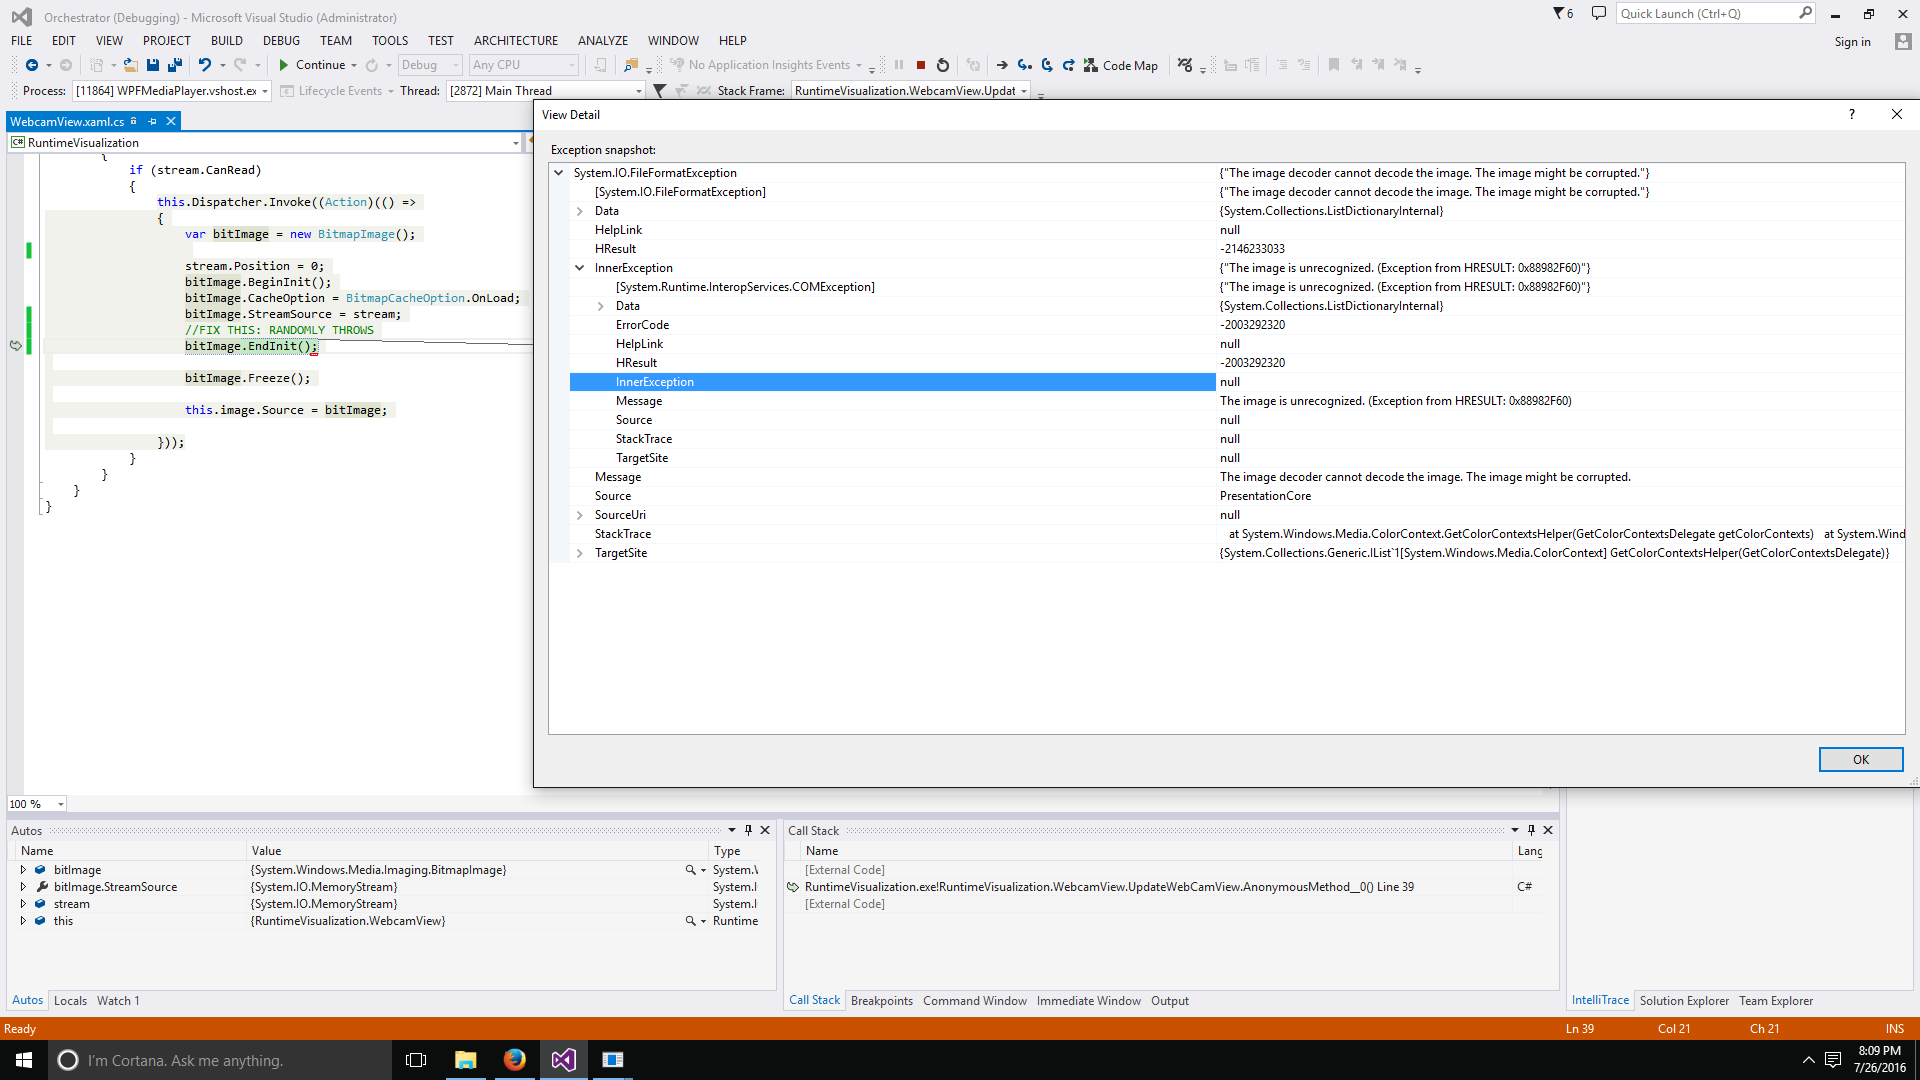 Orchestrator (Debugging) - Microsoft Visual Studio (Administrator)
6
Quick Launch (Ctrl+Q)
FILE EDIT VIEW PROJECT BUILD DEBUG TEAM TOOLS TEST ARCHITECTURE ANALYZE WINDOW HELP
Sign in
Continue Debug Any CPU No Application Insights Events Code Map
Process: [11864] WPFMediaPlayer.vshost.ex Lifecycle Events Thread: [2872] Main Thread Stack Frame: RuntimeVisualization.WebcamView.Updat
WebcamView.xaml.cs
C# RuntimeVisualization
{
if (stream.CanRead)
{
this.Dispatcher.Invoke((Action)(() =>
{
var bitImage = new BitmapImage();
stream.Position = 0;
bitImage.BeginInit();
bitImage.CacheOption = BitmapCacheOption.OnLoad;
bitImage.StreamSource = stream;
//FIX THIS: RANDOMLY THROWS
bitImage.EndInit();
bitImage.Freeze();
this.image.Source = bitImage;
}));
}
}
}
}
100 %
View Detail
?
Exception snapshot:
System.IO.FileFormatException {"The image decoder cannot decode the image. The image might be corrupted."}
[System.IO.FileFormatException] {"The image decoder cannot decode the image. The image might be corrupted."}
Data {System.Collections.ListDictionaryInternal}
HelpLink null
HResult -2146233033
InnerException {"The image is unrecognized. (Exception from HRESULT: 0x88982F60)"}
[System.Runtime.InteropServices.COMException] {"The image is unrecognized. (Exception from HRESULT: 0x88982F60)"}
Data {System.Collections.ListDictionaryInternal}
ErrorCode -2003292320
HelpLink null
HResult -2003292320
InnerException null
Message The image is unrecognized. (Exception from HRESULT: 0x88982F60)
Source null
StackTrace null
TargetSite null
Message The image decoder cannot decode the image. The image might be corrupted.
Source PresentationCore
SourceUri null
StackTrace at System.Windows.Media.ColorContext.GetColorContextsHelper(GetColorContextsDelegate getColorContexts) at System.Wind
TargetSite {System.Collections.Generic.IList`1[System.Windows.Media.ColorContext] GetColorContextsHelper(GetColorContextsDelegate)}
OK
Autos
Name Value Type
bitImage {System.Windows.Media.Imaging.BitmapImage} System.\
bitImage.StreamSource {System.IO.MemoryStream} System.I
stream {System.IO.MemoryStream} System.I
this {RuntimeVisualization.WebcamView} Runtime
Autos Locals Watch 1
Call Stack
Name Lang
[External Code]
RuntimeVisualization.exe!RuntimeVisualization.WebcamView.UpdateWebCamView.AnonymousMethod__0() Line 39 C#
[External Code]
Call Stack Breakpoints Command Window Immediate Window Output
IntelliTrace Solution Explorer Team Explorer
Ready Ln 39 Col 21 Ch 21 INS
I'm Cortana. Ask me anything.
8:09 PM
7/26/2016